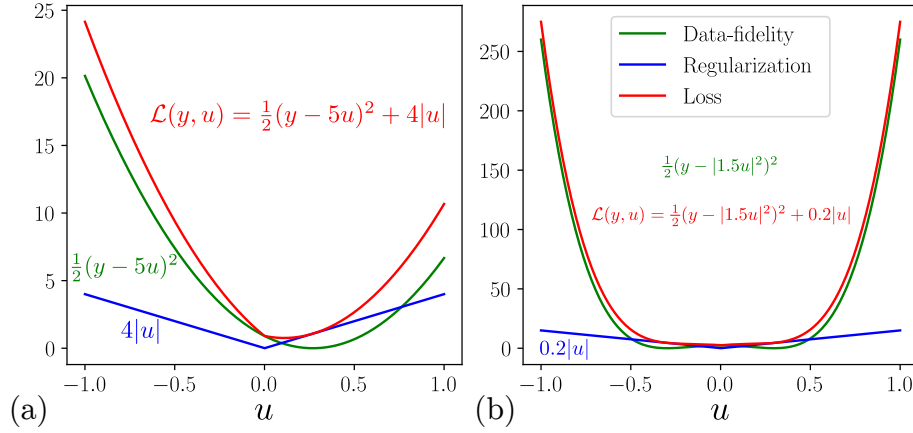 25
20
15
10
5
0
−1.0 −0.5 0.0 0.5 1.0
(a)
u
L(y, u) = ½(y − 5u)² + 4|u|
½(y − 5u)²
4|u|
250
200
150
100
50
0
−1.0 −0.5 0.0 0.5 1.0
(b)
u
Data-fidelity
Regularization
Loss
½(y − |1.5u|²)²
L(y, u) = ½(y − |1.5u|²)² + 0.2|u|
0.2|u|